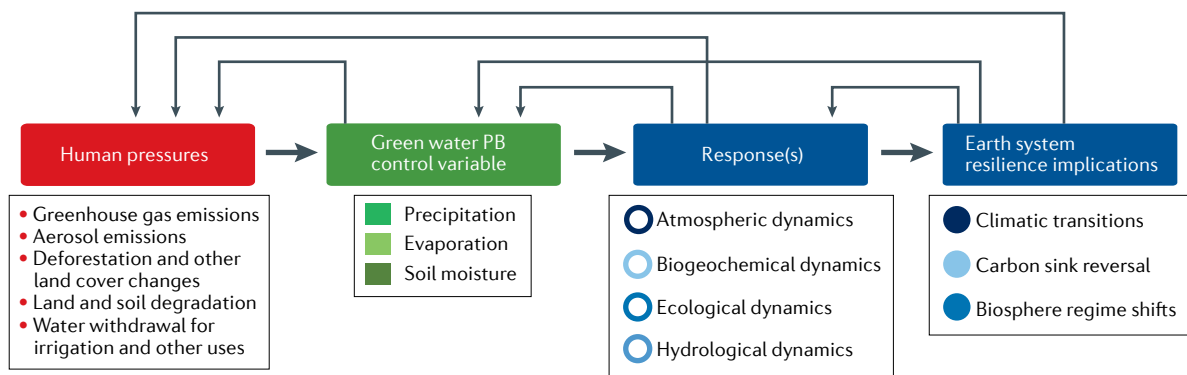 Human pressures
Green water PB
control variable
Response(s)
Earth system
resilience implications
• Greenhouse gas emissions
• Aerosol emissions
• Deforestation and other
land cover changes
• Land and soil degradation
• Water withdrawal for
irrigation and other uses
Precipitation
Evaporation
Soil moisture
Atmospheric dynamics
Biogeochemical dynamics
Ecological dynamics
Hydrological dynamics
Climatic transitions
Carbon sink reversal
Biosphere regime shifts